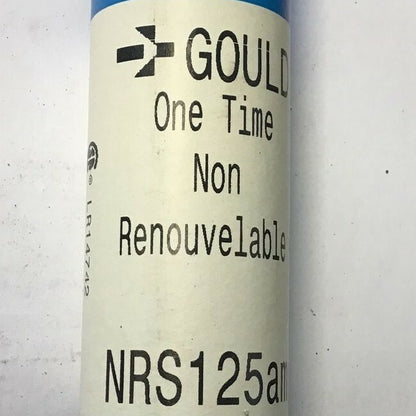 GOULD
One Time
Non
Renouvelable
NRS125am
LR14742